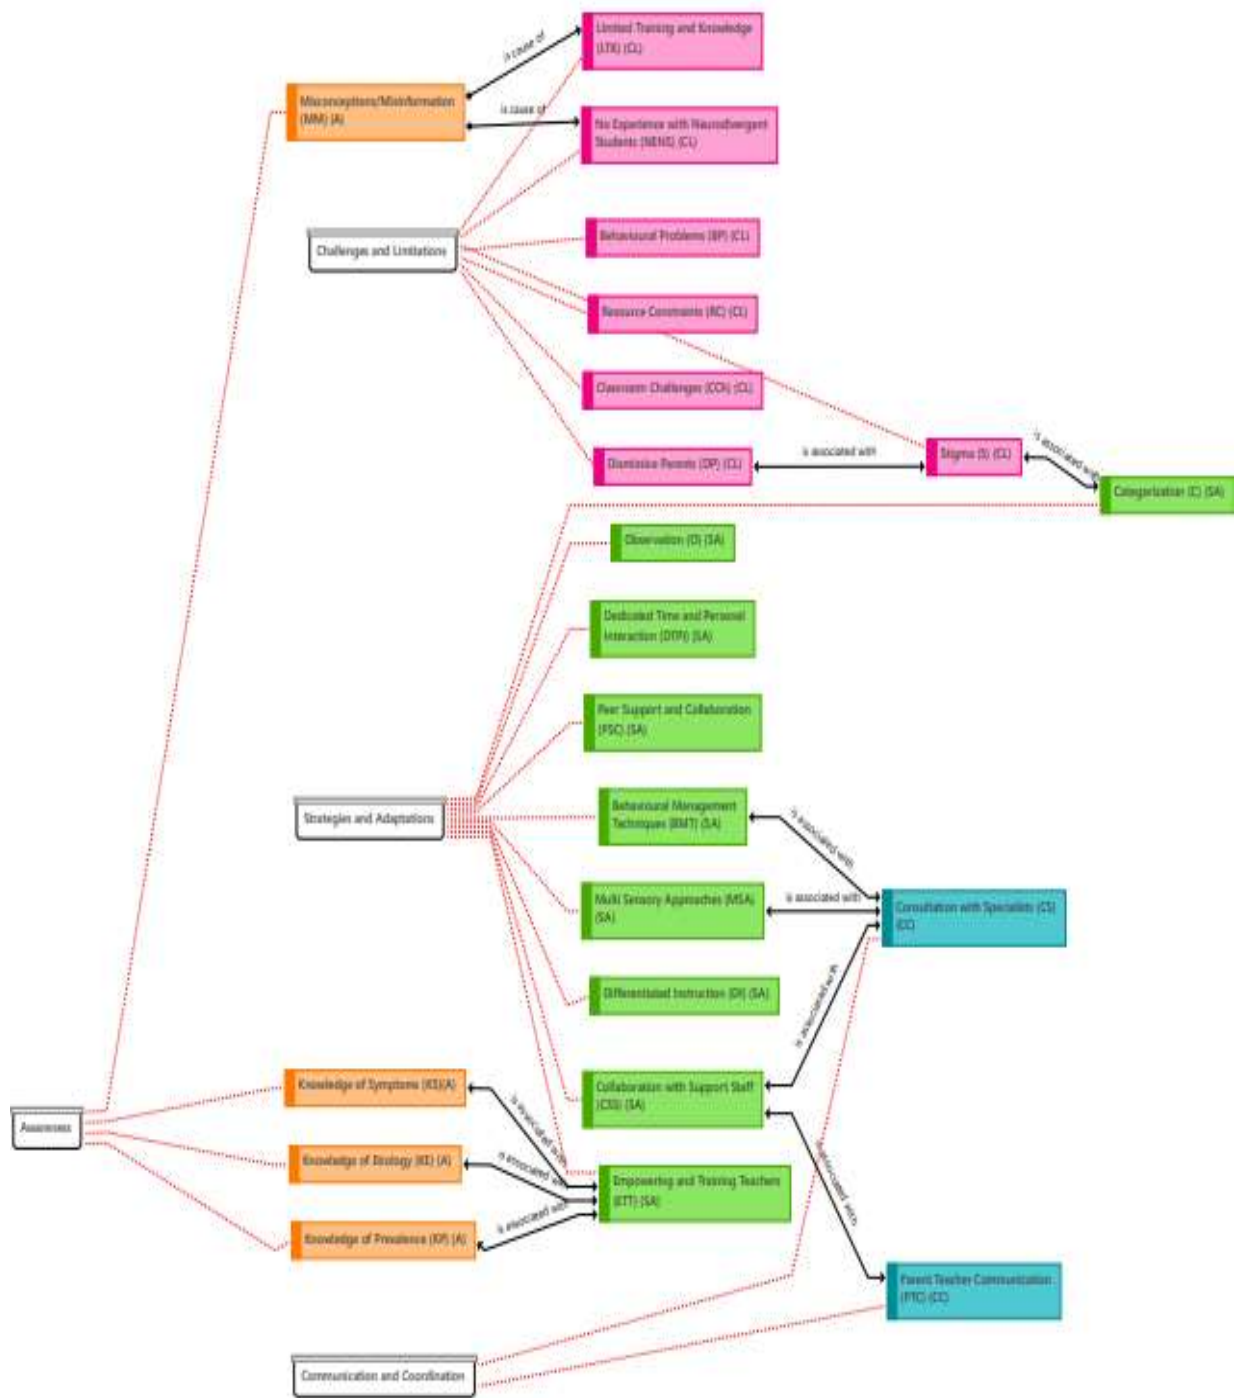 Limited Training and Knowledge
(LTK) (CL)
is cause of
Misconceptions/Misinformation
(MM) (A)
is cause of
No Experience with Neurodivergent
Students (NENS) (CL)
Behavioural Problems (BP) (CL)
Challenges and Limitations
Resource Constraints (RC) (CL)
Classroom Challenges (CCh) (CL)
Dismissive Parents (DP) (CL)
is associated with
Stigma (S) (CL)
is associated with
Categorization (C) (SA)
Observation (O) (SA)
Dedicated Time and Personal
Interaction (DTPI) (SA)
Peer Support and Collaboration
(PSC) (SA)
Strategies and Adaptations
Behavioural Management
Techniques (BMT) (SA)
is associated with
Multi Sensory Approaches (MSA)
(SA)
is associated with
Consultation with Specialists (CS)
(CC)
Differentiated Instruction (DI) (SA)
is associated with
Collaboration with Support Staff
(CSS) (SA)
Knowledge of Symptoms (KS)(A)
is associated with
Awareness
Knowledge of Etiology (KE) (A)
is associated with
Empowering and Training Teachers
(ETT) (SA)
is associated with
Knowledge of Prevalence (KP) (A)
is associated with
Parent Teacher Communication
(PTC) (CC)
Communication and Coordination